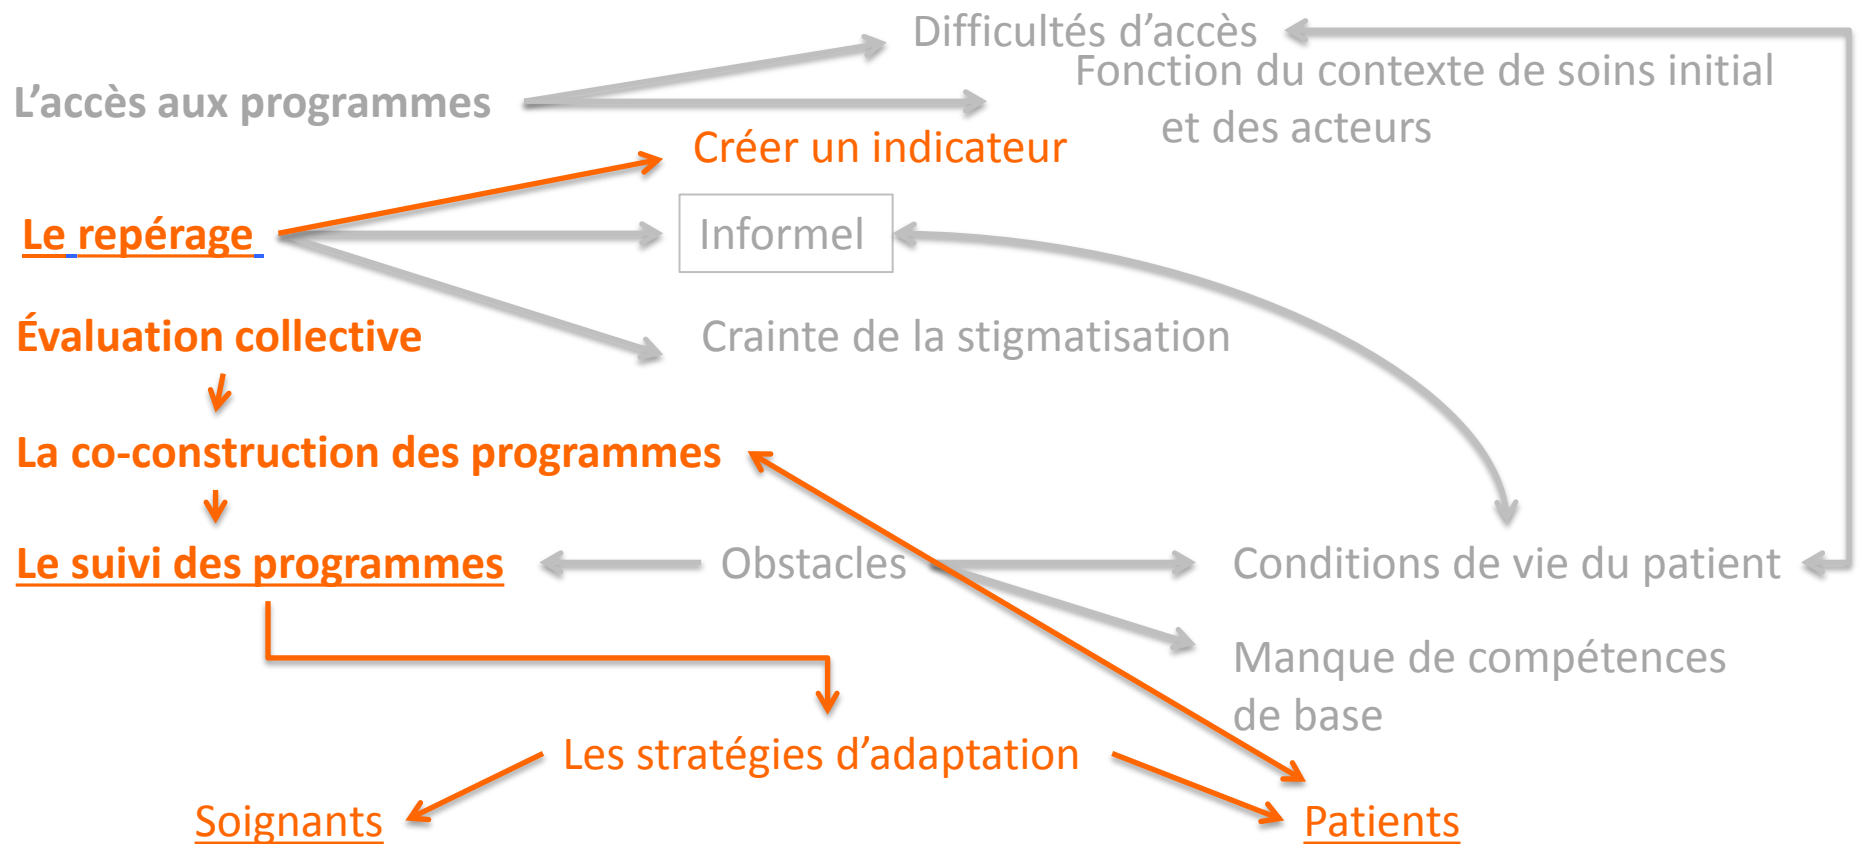 Difficultés d’accès
Fonction du contexte de soins initial
et des acteurs
L’accès aux programmes
Créer un indicateur
Le repérage
Informel
Évaluation collective
Crainte de la stigmatisation
La co-construction des programmes
Le suivi des programmes
Obstacles
Conditions de vie du patient
Manque de compétences
de base
Les stratégies d’adaptation
Soignants
Patients